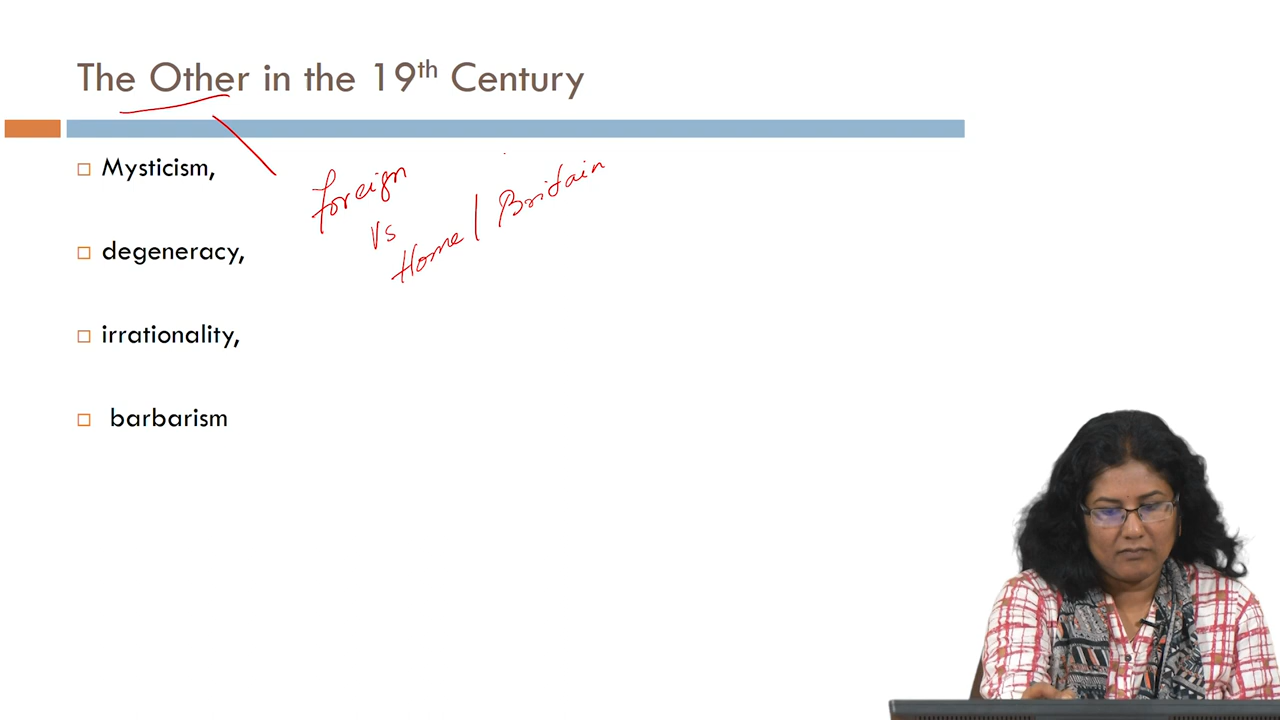 The Other in the 19th Century
Mysticism,
foreign
vs
Home / Britain
degeneracy,
irrationality,
barbarism